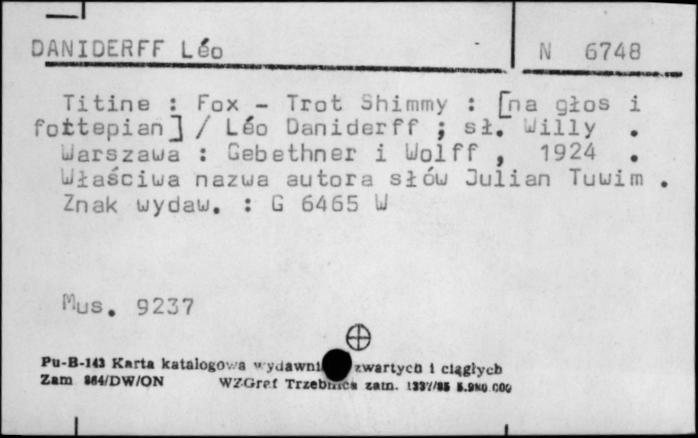 DANIDERFF Léo N 6748
Titine : Fox - Trot Shimmy : [na głos i
fottepian] / Léo Daniderff ; sł. Willy .
Warszawa : Gebethner i Wolff , 1924 .
Właściwa nazwa autora słów Julian Tuwim .
Znak wydaw. : G 6465 W
Mus. 9237
Pu-B-143 Karta katalogowa wydawni zwartych i ciągłych
Zam 864/DW/ON WZGraf Trzebnica zam.